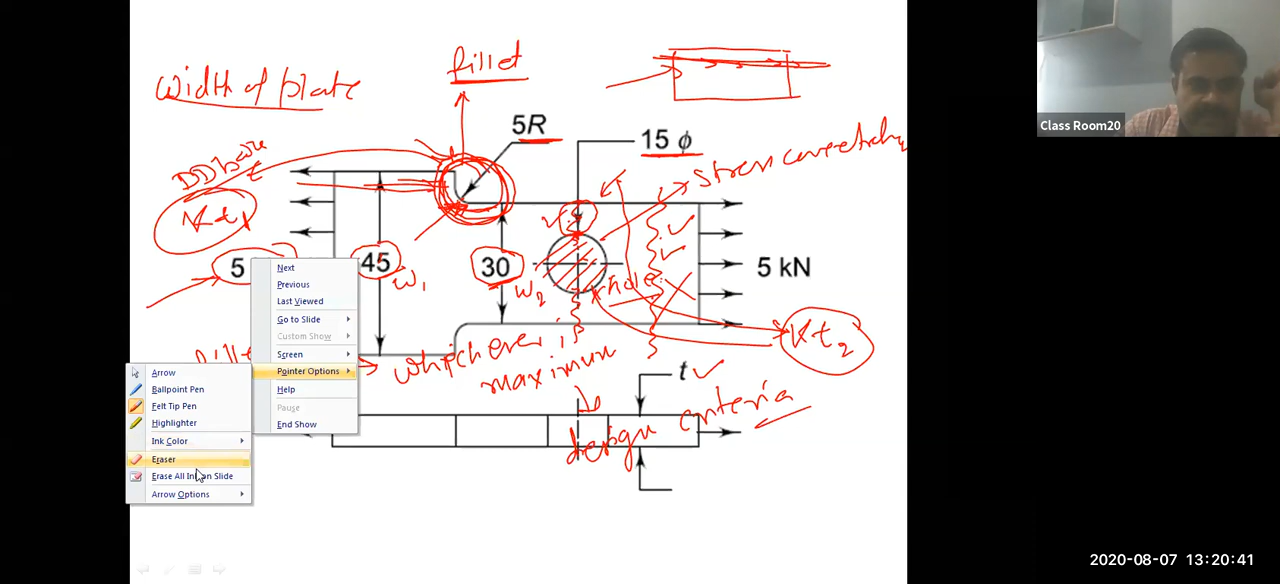 fillet
Width of plate
Class Room20
5R
15 φ
DDbook
Kt1
5
45
w1
30
w2
hole
5 kN
Kt2
whichever is
maximum
t
design criteria
Next
Previous
Last Viewed
Go to Slide
Custom Show
Screen
Pointer Options
Help
Pause
End Show
Arrow
Ballpoint Pen
Felt Tip Pen
Highlighter
Ink Color
Eraser
Erase All Ink on Slide
Arrow Options
2020-08-07 13:20:41